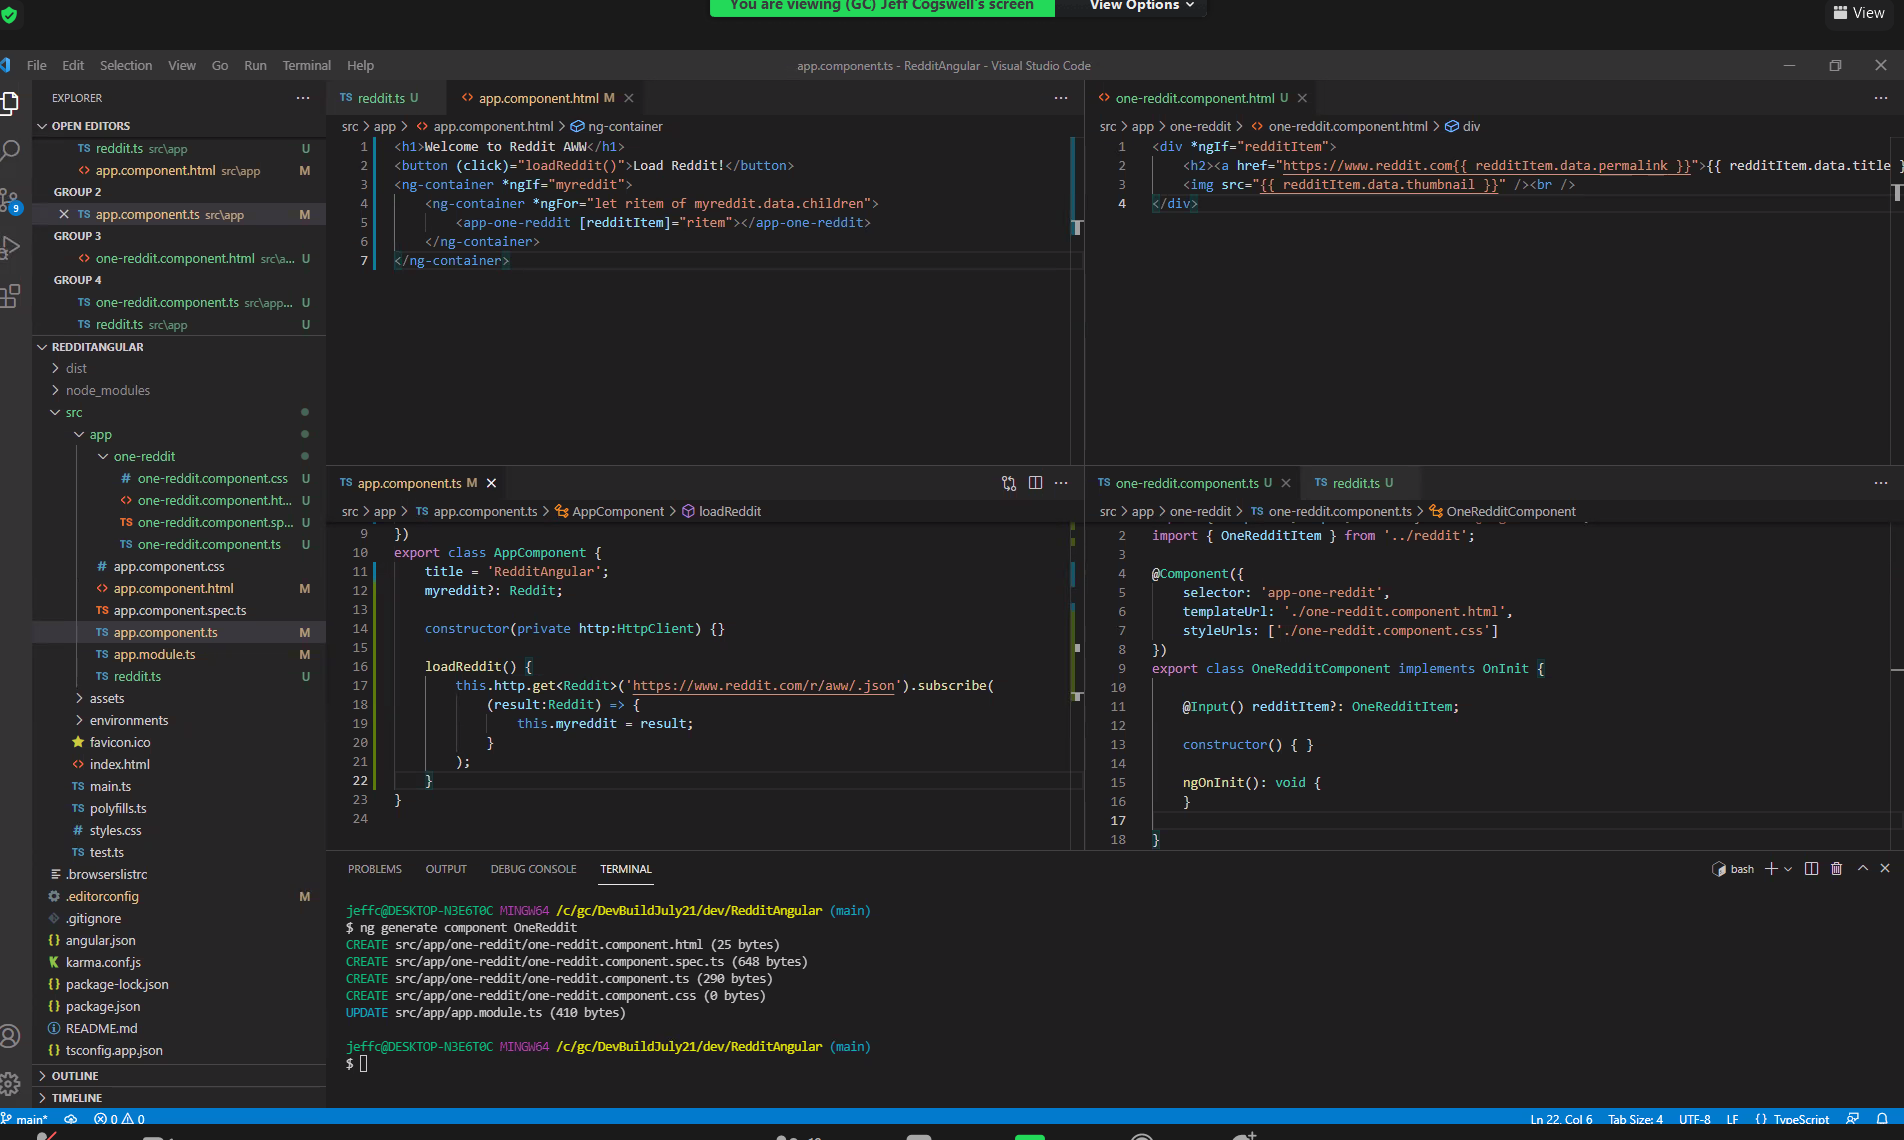 You are viewing (GC) Jeff Cogswell's screen
View Options
View
File Edit Selection View Go Run Terminal Help
app.component.ts - RedditAngular - Visual Studio Code
EXPLORER
OPEN EDITORS
TS reddit.ts src\app U
<> app.component.html src\app M
GROUP 2
TS app.component.ts src\app M
GROUP 3
<> one-reddit.component.html src\a... U
GROUP 4
TS one-reddit.component.ts src\app... U
TS reddit.ts src\app U
REDDITANGULAR
dist
node_modules
src
app
one-reddit
# one-reddit.component.css U
<> one-reddit.component.ht... U
TS one-reddit.component.sp... U
TS one-reddit.component.ts U
# app.component.css
<> app.component.html M
TS app.component.spec.ts
TS app.component.ts M
TS app.module.ts M
TS reddit.ts U
assets
environments
favicon.ico
<> index.html
TS main.ts
TS polyfills.ts
# styles.css
TS test.ts
.browserslistrc
.editorconfig M
.gitignore
{} angular.json
karma.conf.js
{} package-lock.json
{} package.json
README.md
{} tsconfig.app.json
OUTLINE
TIMELINE
9
TS reddit.ts U <> app.component.html M
src > app > <> app.component.html > ng-container
1 <h1>Welcome to Reddit AWW</h1>
2 <button (click)="loadReddit()">Load Reddit!</button>
3 <ng-container *ngIf="myreddit">
4 <ng-container *ngFor="let ritem of myreddit.data.children">
5 <app-one-reddit [redditItem]="ritem"></app-one-reddit>
6 </ng-container>
7 </ng-container>
<> one-reddit.component.html U
src > app > one-reddit > <> one-reddit.component.html > div
1 <div *ngIf="redditItem">
2 <h2><a href="https://www.reddit.com{{ redditItem.data.permalink }}">{{ redditItem.data.title }
3 <img src="{{ redditItem.data.thumbnail }}" /><br />
4 </div>
TS app.component.ts M
src > app > TS app.component.ts > AppComponent > loadReddit
9 })
10 export class AppComponent {
11 title = 'RedditAngular';
12 myreddit?: Reddit;
13
14 constructor(private http:HttpClient) {}
15
16 loadReddit() {
17 this.http.get<Reddit>('https://www.reddit.com/r/aww/.json').subscribe(
18 (result:Reddit) => {
19 this.myreddit = result;
20 }
21 );
22 }
23 }
24
TS one-reddit.component.ts U TS reddit.ts U
src > app > one-reddit > TS one-reddit.component.ts > OneRedditComponent
2 import { OneRedditItem } from '../reddit';
3
4 @Component({
5 selector: 'app-one-reddit',
6 templateUrl: './one-reddit.component.html',
7 styleUrls: ['./one-reddit.component.css']
8 })
9 export class OneRedditComponent implements OnInit {
10
11 @Input() redditItem?: OneRedditItem;
12
13 constructor() { }
14
15 ngOnInit(): void {
16 }
17
18 }
PROBLEMS OUTPUT DEBUG CONSOLE TERMINAL
bash
jeffc@DESKTOP-N3E6T0C MINGW64 /c/gc/DevBuildJuly21/dev/RedditAngular (main)
$ ng generate component OneReddit
CREATE src/app/one-reddit/one-reddit.component.html (25 bytes)
CREATE src/app/one-reddit/one-reddit.component.spec.ts (648 bytes)
CREATE src/app/one-reddit/one-reddit.component.ts (290 bytes)
CREATE src/app/one-reddit/one-reddit.component.css (0 bytes)
UPDATE src/app/app.module.ts (410 bytes)
jeffc@DESKTOP-N3E6T0C MINGW64 /c/gc/DevBuildJuly21/dev/RedditAngular (main)
$
main* 0 0
Ln 22, Col 6 Tab Size: 4 UTF-8 LF {} TypeScript